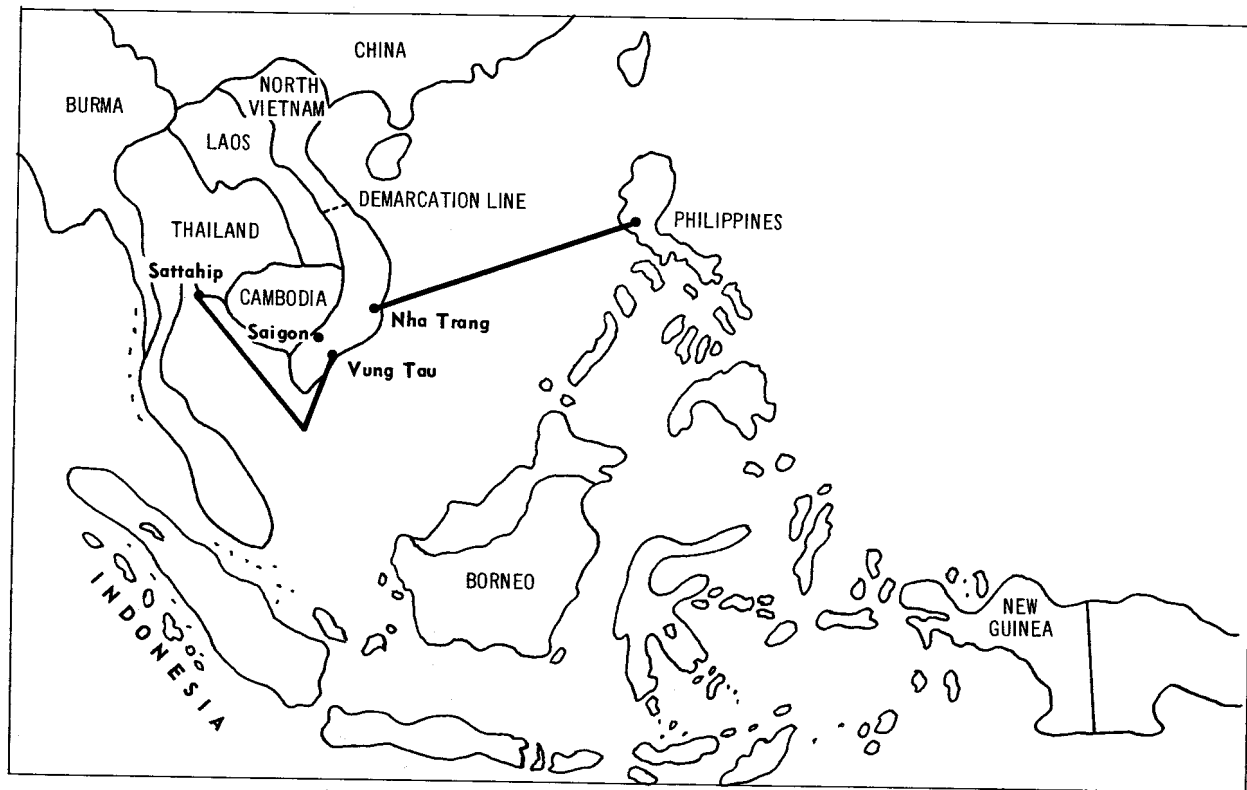 CHINA
NORTH
VIETNAM
BURMA
LAOS
DEMARCATION LINE
PHILIPPINES
THAILAND
Sattahip
CAMBODIA
Saigon
Nha Trang
Vung Tau
BORNEO
INDONESIA
NEW
GUINEA